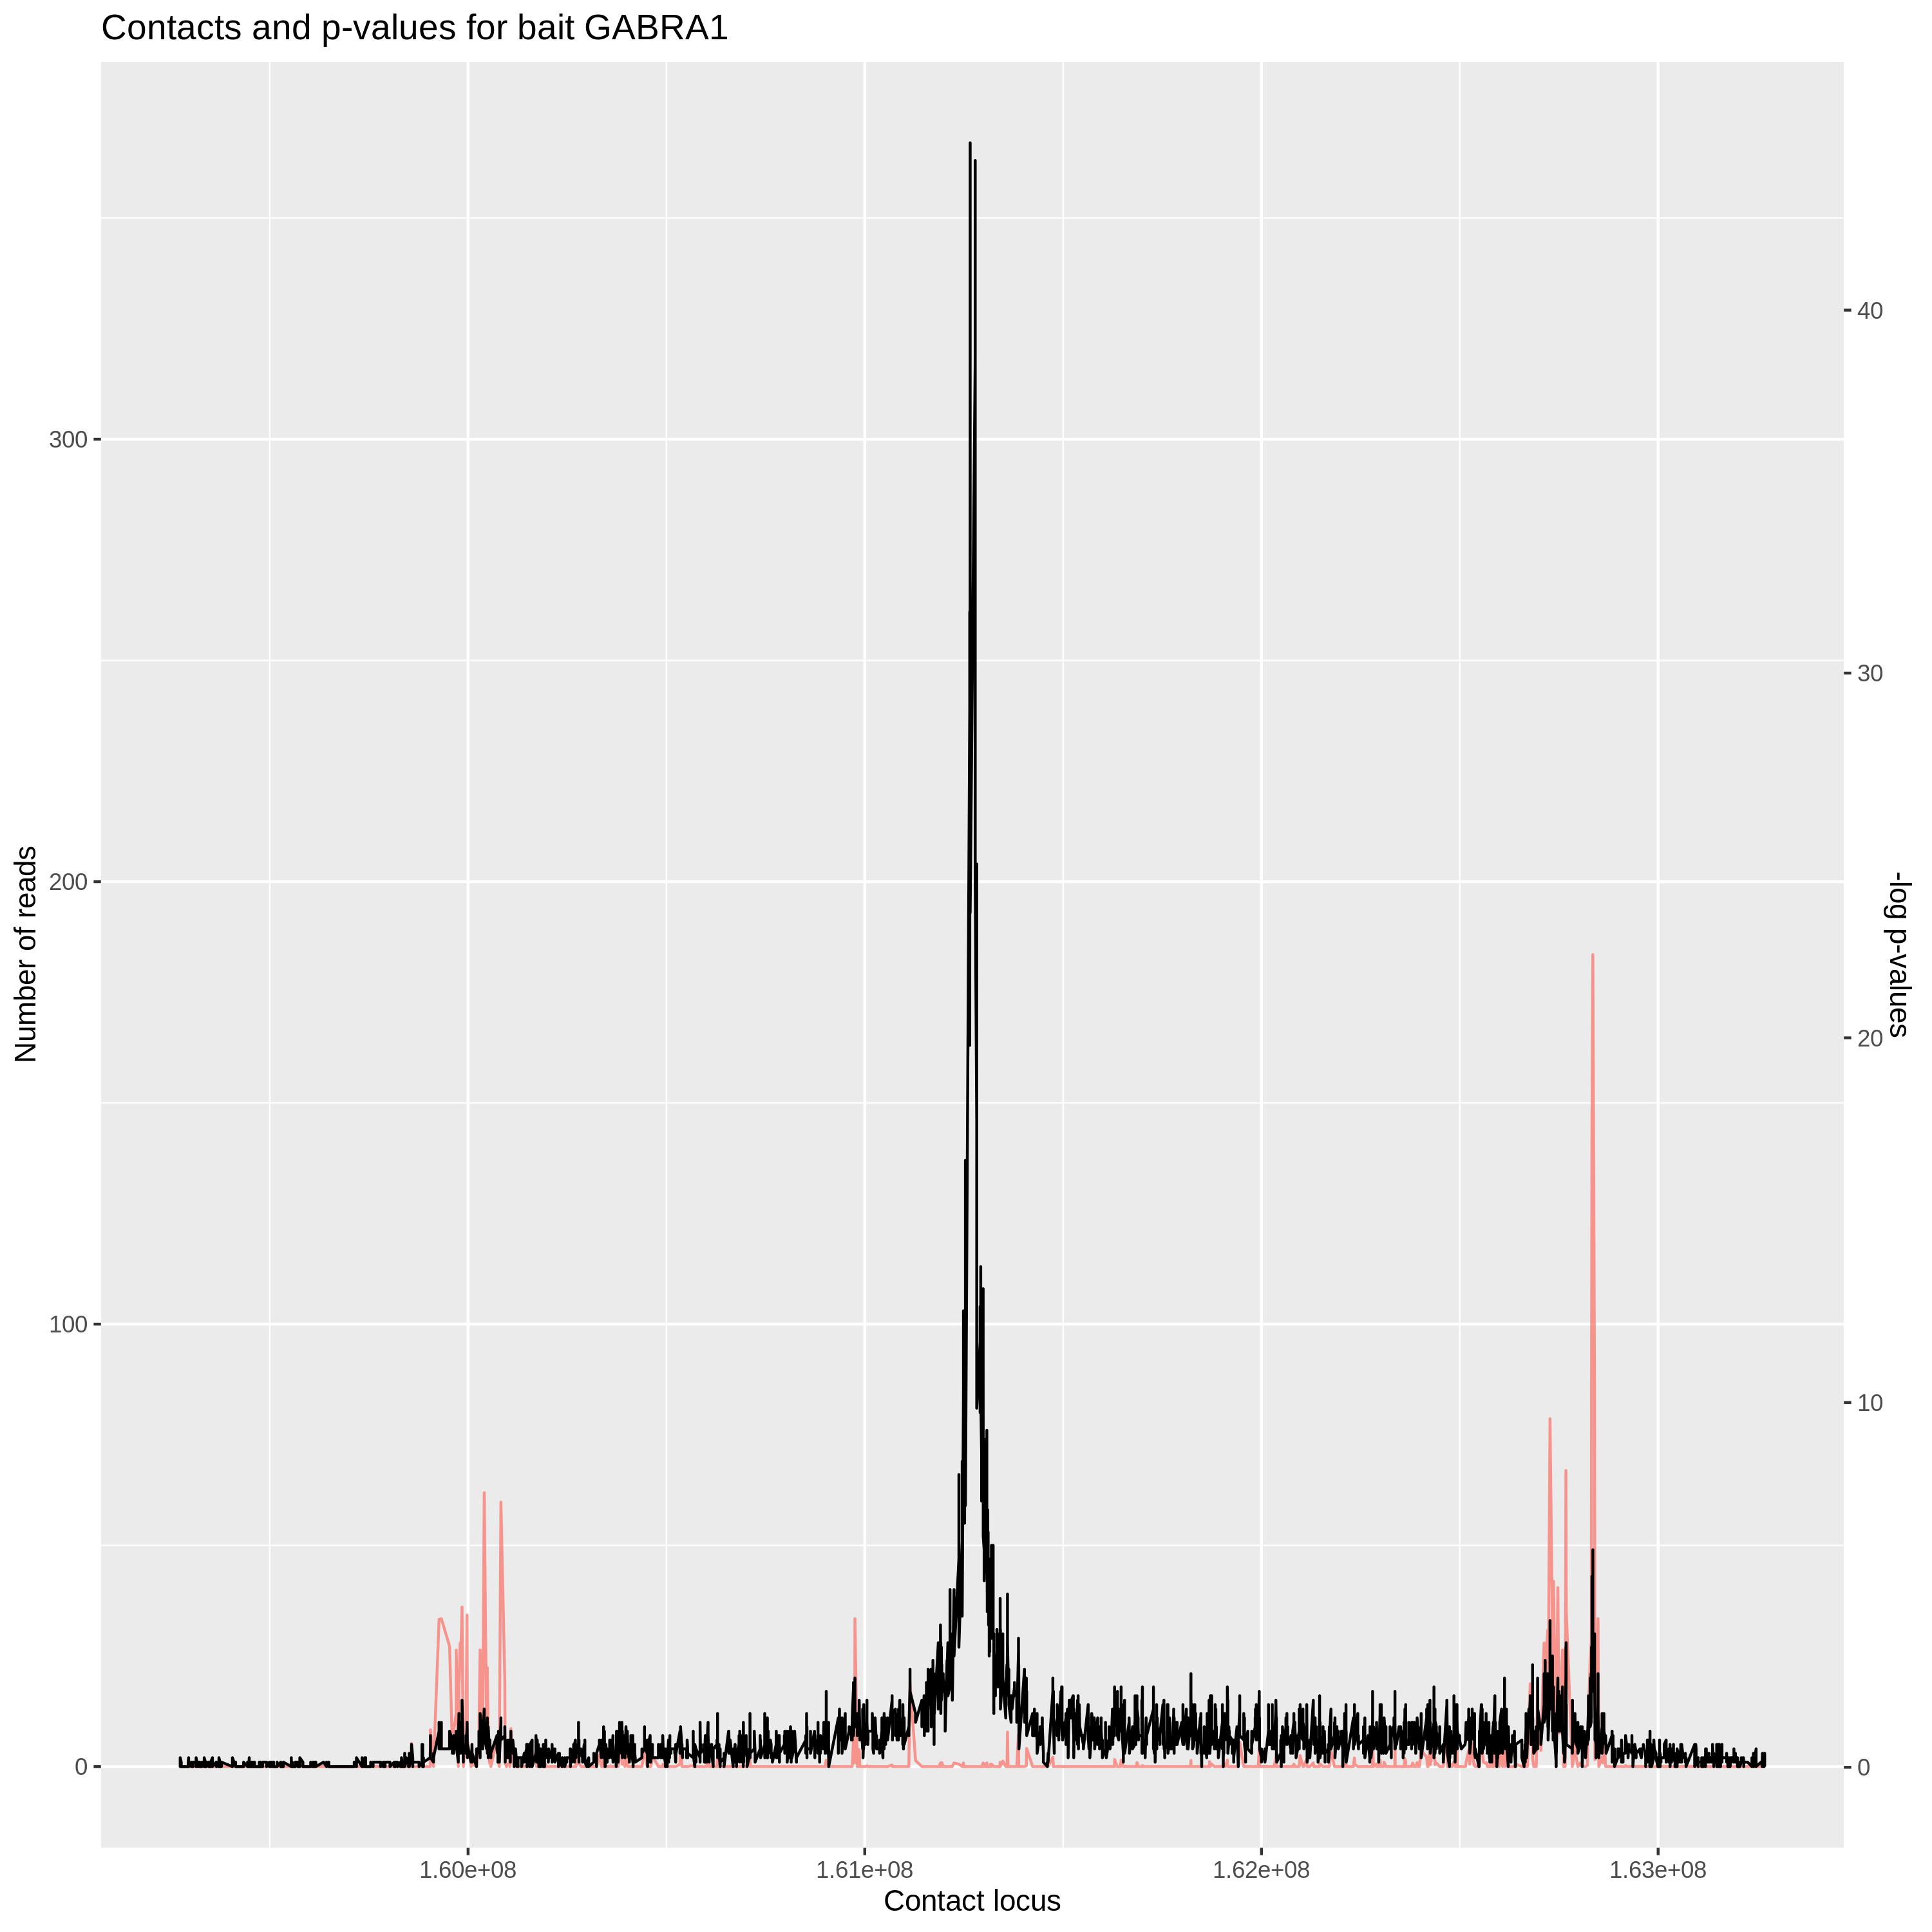 Contacts and p-values for bait GABRA1
Number of reads
300
200
100
0
-log p-values
40
30
20
10
0
1.60e+08 1.61e+08 1.62e+08 1.63e+08
Contact locus